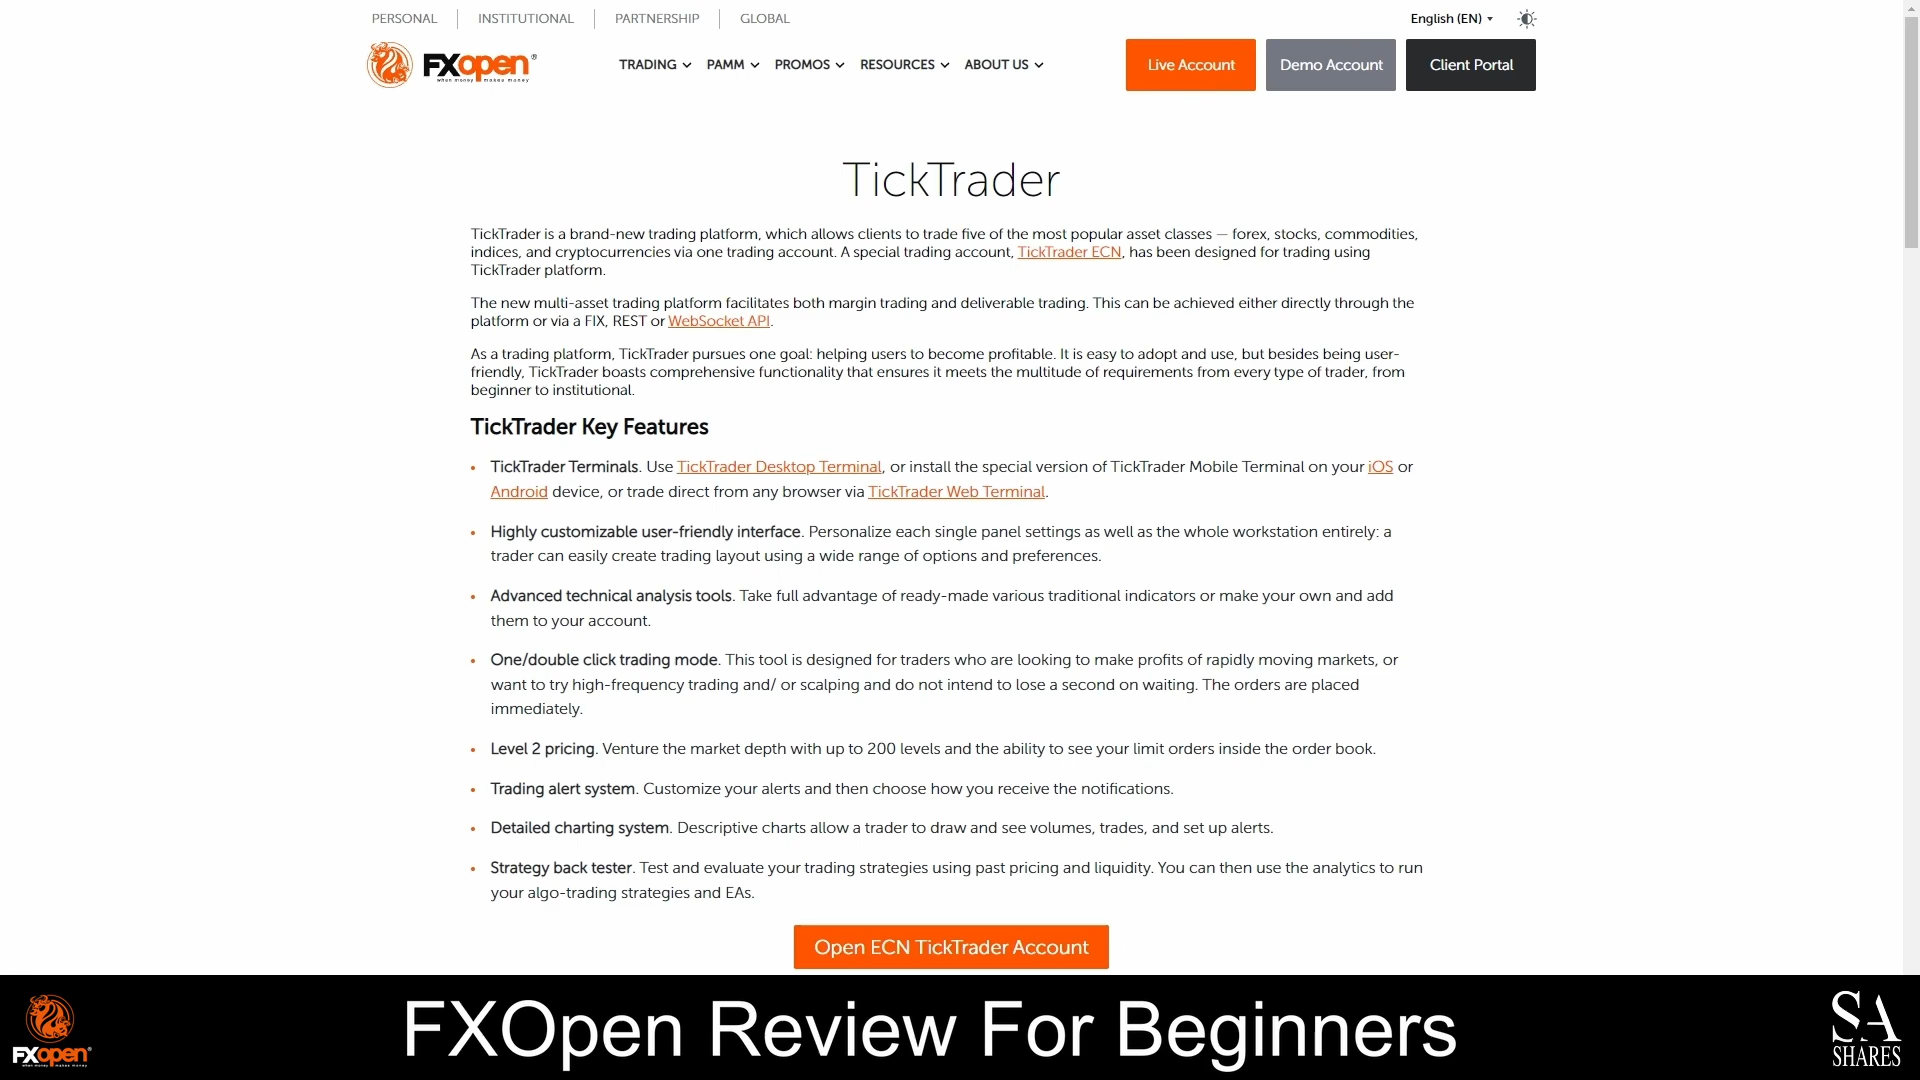 PERSONAL INSTITUTIONAL PARTNERSHIP GLOBAL English (EN)
FXopen®
when money makes money
TRADING PAMM PROMOS RESOURCES ABOUT US Live Account Demo Account Client Portal
TickTrader
TickTrader is a brand-new trading platform, which allows clients to trade five of the most popular asset classes — forex, stocks, commodities,
indices, and cryptocurrencies via one trading account. A special trading account, TickTrader ECN, has been designed for trading using
TickTrader platform.
The new multi-asset trading platform facilitates both margin trading and deliverable trading. This can be achieved either directly through the
platform or via a FIX, REST or WebSocket API.
As a trading platform, TickTrader pursues one goal: helping users to become profitable. It is easy to adopt and use, but besides being user-
friendly, TickTrader boasts comprehensive functionality that ensures it meets the multitude of requirements from every type of trader, from
beginner to institutional.
TickTrader Key Features
• TickTrader Terminals. Use TickTrader Desktop Terminal, or install the special version of TickTrader Mobile Terminal on your iOS or
Android device, or trade direct from any browser via TickTrader Web Terminal.
• Highly customizable user-friendly interface. Personalize each single panel settings as well as the whole workstation entirely: a
trader can easily create trading layout using a wide range of options and preferences.
• Advanced technical analysis tools. Take full advantage of ready-made various traditional indicators or make your own and add
them to your account.
• One/double click trading mode. This tool is designed for traders who are looking to make profits of rapidly moving markets, or
want to try high-frequency trading and/ or scalping and do not intend to lose a second on waiting. The orders are placed
immediately.
• Level 2 pricing. Venture the market depth with up to 200 levels and the ability to see your limit orders inside the order book.
• Trading alert system. Customize your alerts and then choose how you receive the notifications.
• Detailed charting system. Descriptive charts allow a trader to draw and see volumes, trades, and set up alerts.
• Strategy back tester. Test and evaluate your trading strategies using past pricing and liquidity. You can then use the analytics to run
your algo-trading strategies and EAs.
Open ECN TickTrader Account
FXopen®
when money makes money
FXOpen Review For Beginners
SA
SHARES